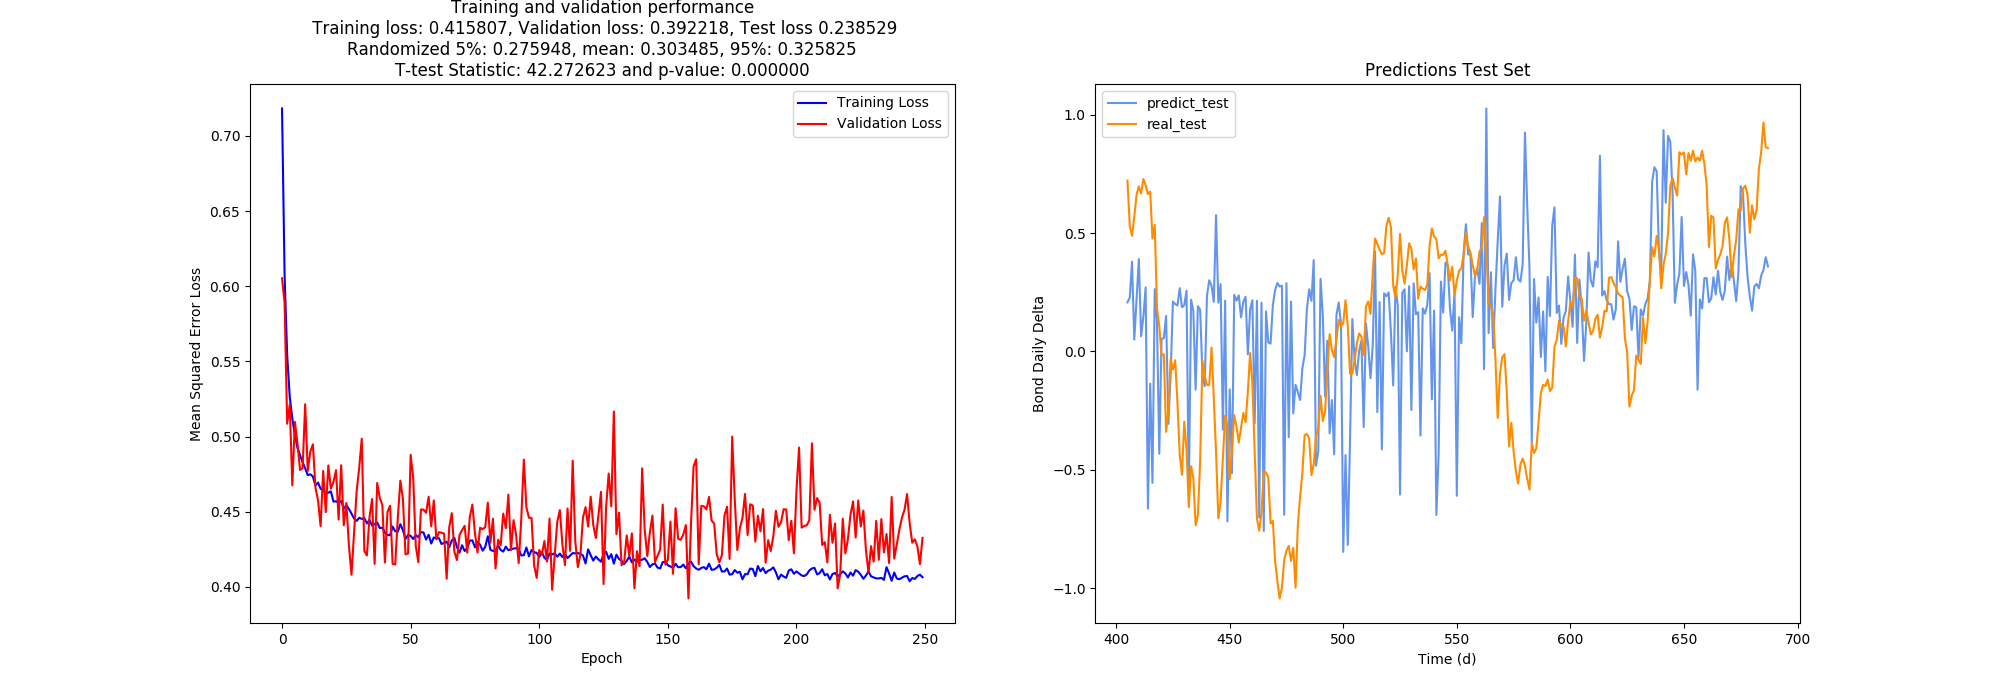 Training and validation performance
Training loss: 0.415807, Validation loss: 0.392218, Test loss 0.238529
Randomized 5%: 0.275948, mean: 0.303485, 95%: 0.325825
T-test Statistic: 42.272623 and p-value: 0.000000
Training Loss
Validation Loss
0.70
0.65
0.60
0.55
0.50
0.45
0.40
Mean Squared Error Loss
0 50 100 150 200 250
Epoch
Predictions Test Set
predict_test
real_test
1.0
0.5
0.0
−0.5
−1.0
Bond Daily Delta
400 450 500 550 600 650 700
Time (d)